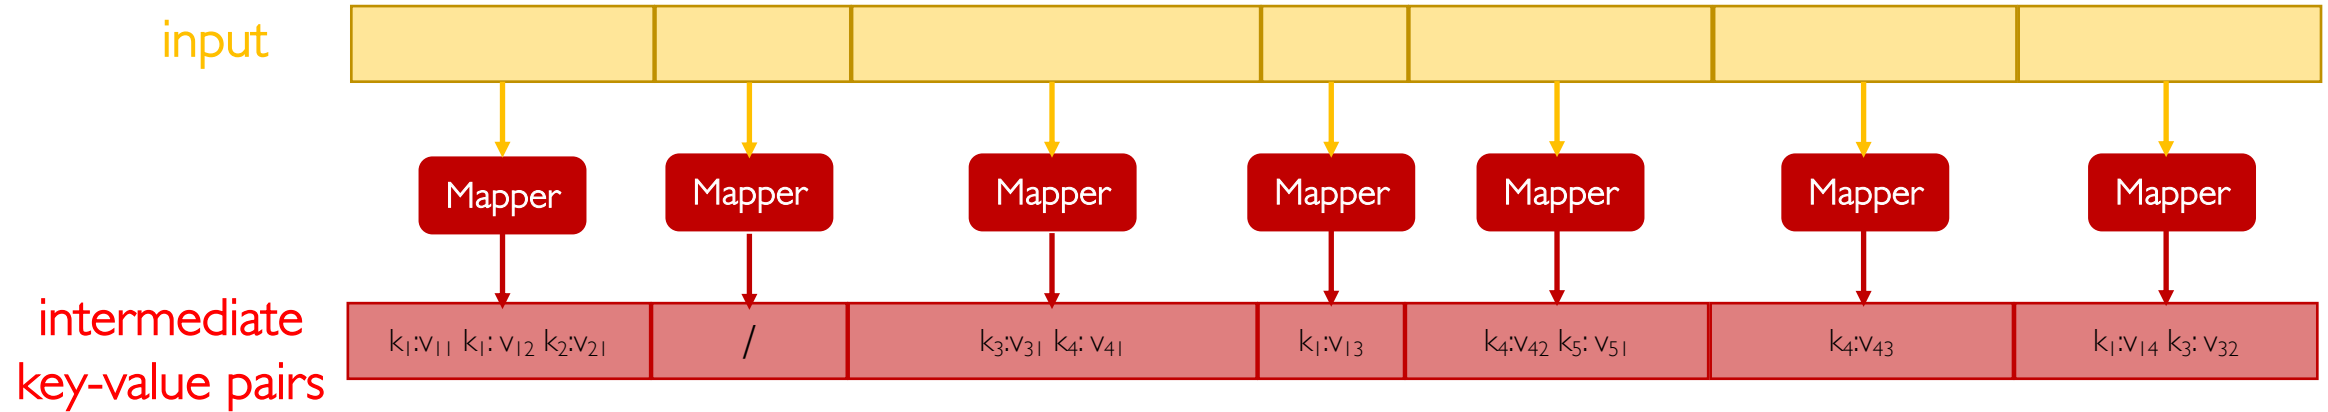 input
Mapper Mapper Mapper Mapper Mapper Mapper Mapper
intermediate
key-value pairs
k₁:v₁₁ k₁: v₁₂ k₂:v₂₁
/
k₃:v₃₁ k₄: v₄₁
k₁:v₁₃
k₄:v₄₂ k₅: v₅₁
k₄:v₄₃
k₁:v₁₄ k₃: v₃₂